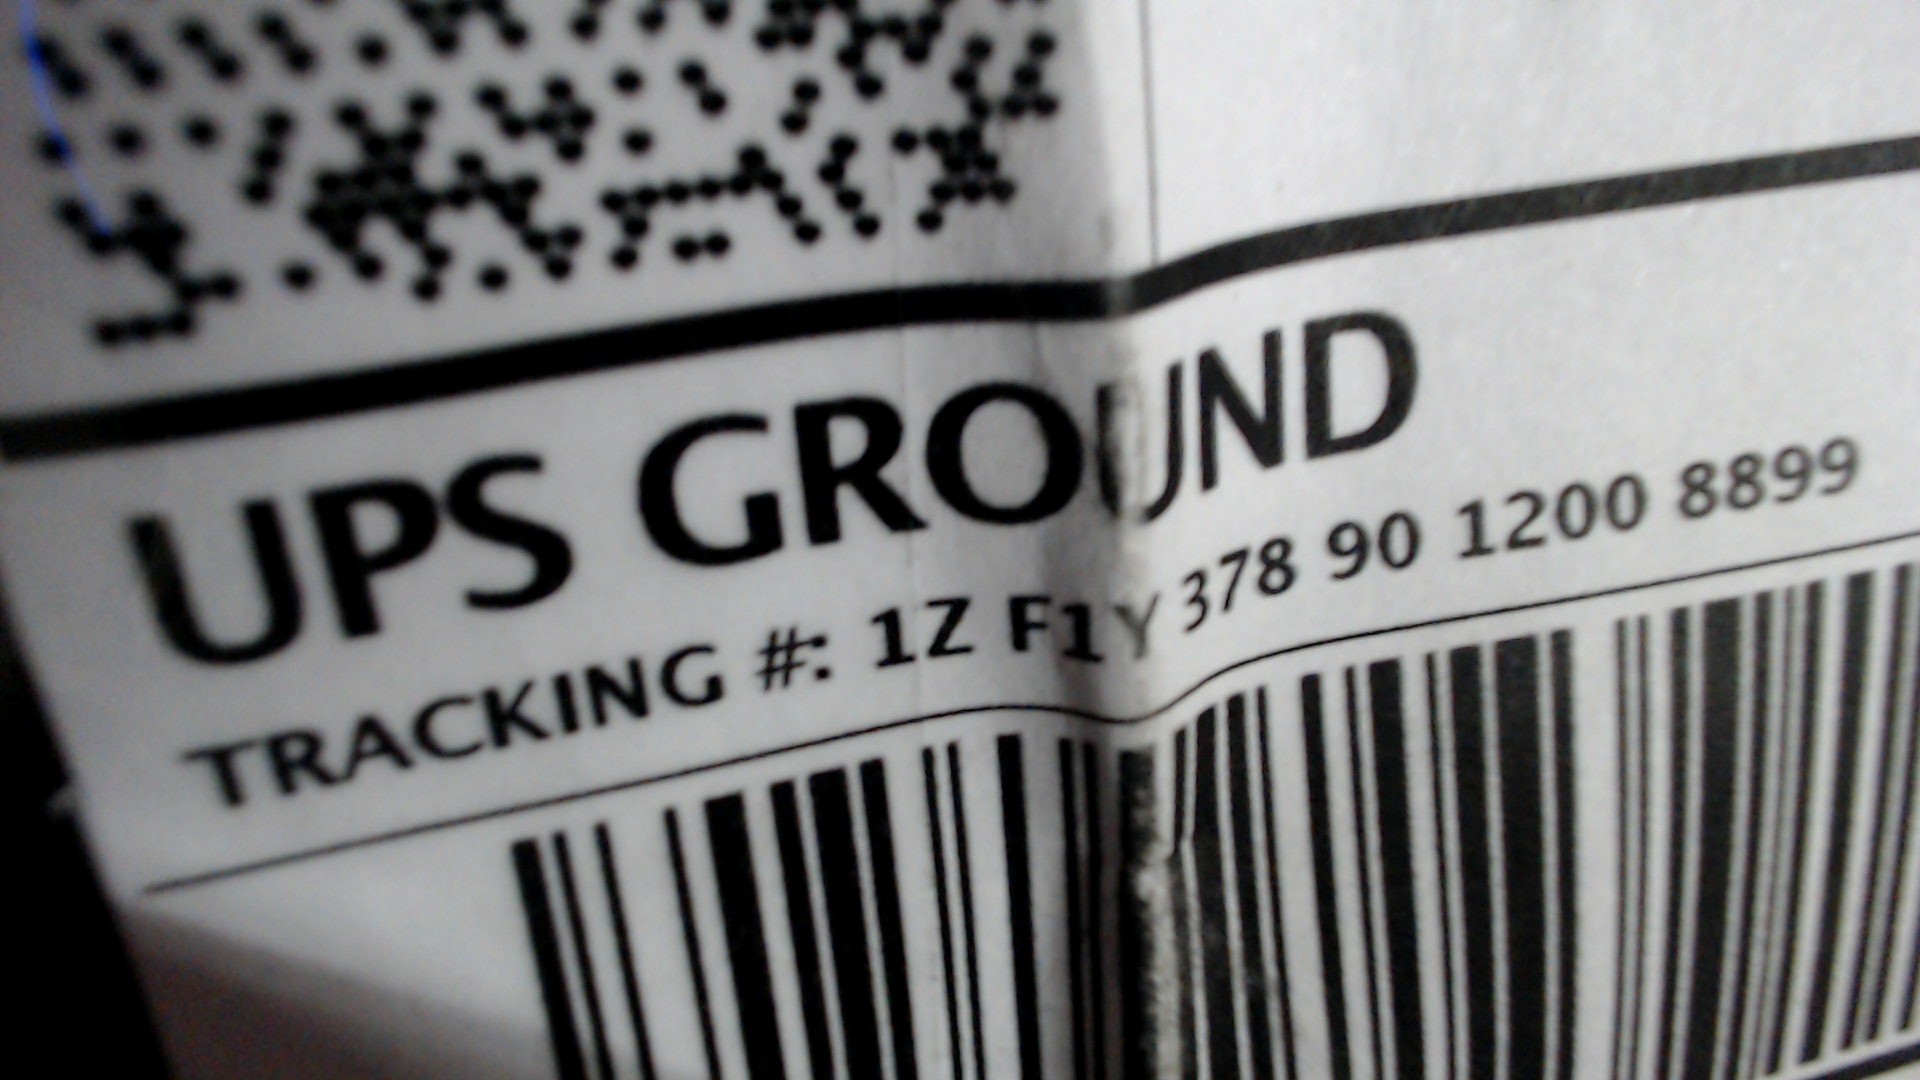 UPS GROUND
TRACKING #: 1Z F1Y 378 90 1200 8899